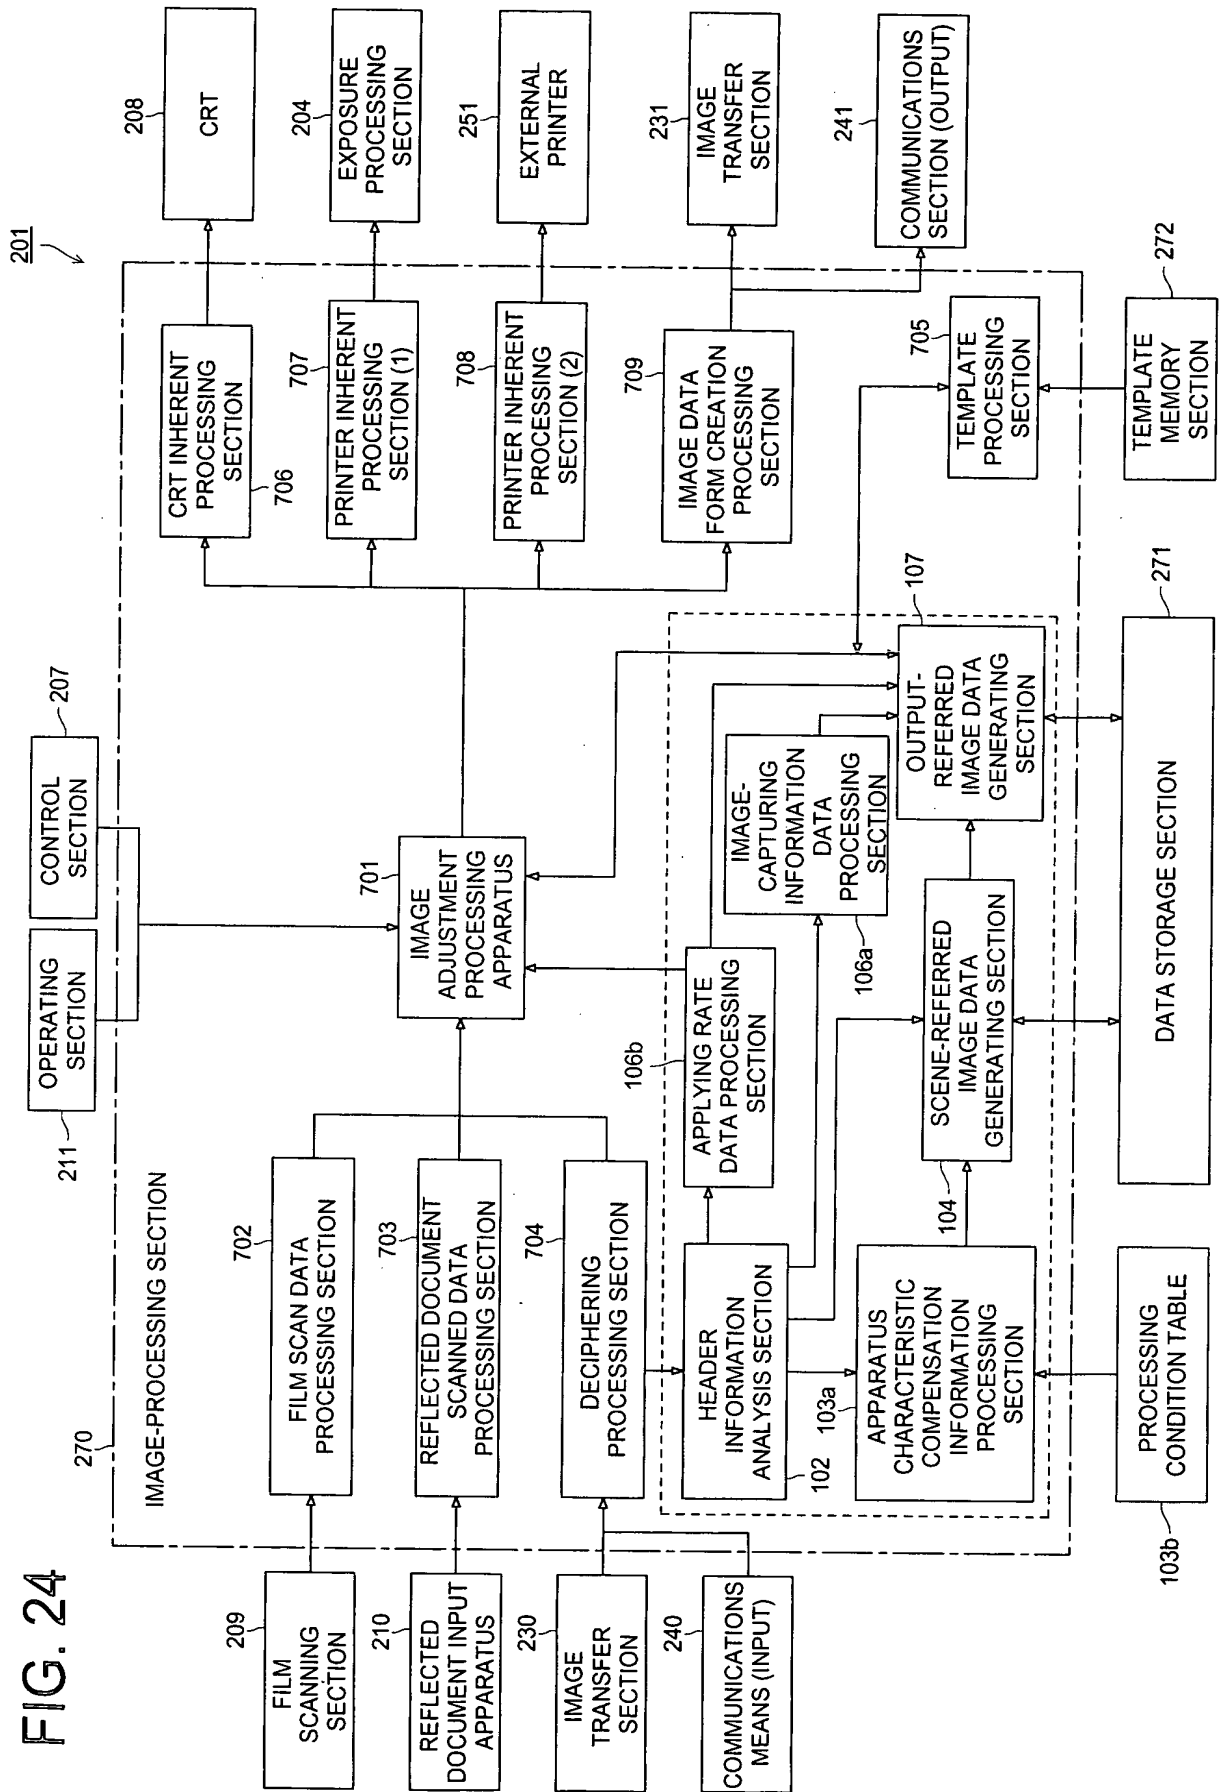 FIG. 24
201
270
IMAGE-PROCESSING SECTION
211
OPERATING
SECTION
207
CONTROL
SECTION
209
FILM
SCANNING
SECTION
702
FILM SCAN DATA
PROCESSING SECTION
210
REFLECTED
DOCUMENT INPUT
APPARATUS
703
REFLECTED DOCUMENT
SCANNED DATA
PROCESSING SECTION
230
IMAGE
TRANSFER
SECTION
704
DECIPHERING
PROCESSING SECTION
240
COMMUNICATIONS
MEANS (INPUT)
701
IMAGE
ADJUSTMENT
PROCESSING
APPARATUS
CRT INHERENT
PROCESSING
SECTION
706
208
CRT
707
PRINTER INHERENT
PROCESSING
SECTION (1)
204
EXPOSURE
PROCESSING
SECTION
708
PRINTER INHERENT
PROCESSING
SECTION (2)
251
EXTERNAL
PRINTER
709
IMAGE DATA
FORM CREATION
PROCESSING
SECTION
231
IMAGE
TRANSFER
SECTION
241
COMMUNICATIONS
SECTION (OUTPUT)
HEADER
INFORMATION
ANALYSIS SECTION
102
106b
APPLYING RATE
DATA PROCESSING
SECTION
IMAGE-
CAPTURING
INFORMATION
DATA
PROCESSING
SECTION
106a
107
OUTPUT-
REFERRED
IMAGE DATA
GENERATING
SECTION
705
TEMPLATE
PROCESSING
SECTION
103a
APPARATUS
CHARACTERISTIC
COMPENSATION
INFORMATION
PROCESSING
SECTION
104
SCENE-REFERRED
IMAGE DATA
GENERATING SECTION
PROCESSING
CONDITION TABLE
103b
271
DATA STORAGE SECTION
272
TEMPLATE
MEMORY
SECTION